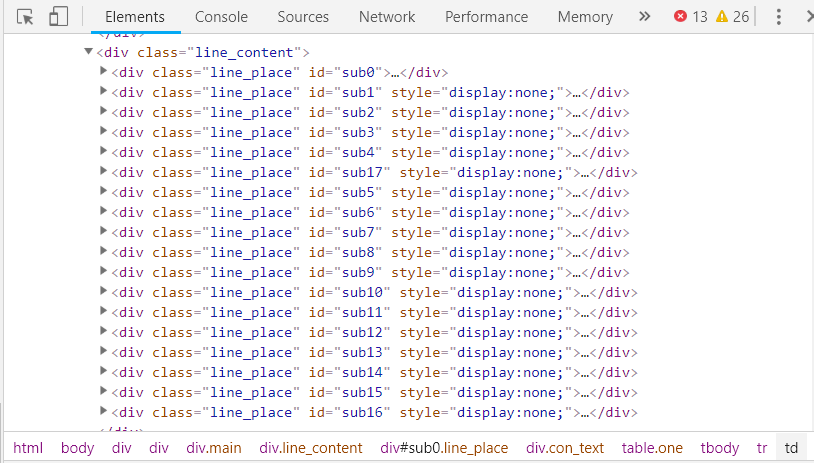 Elements Console Sources Network Performance Memory » 13 26
</div>
▼<div class="line_content">
▶<div class="line_place" id="sub0">…</div>
▶<div class="line_place" id="sub1" style="display:none;">…</div>
▶<div class="line_place" id="sub2" style="display:none;">…</div>
▶<div class="line_place" id="sub3" style="display:none;">…</div>
▶<div class="line_place" id="sub4" style="display:none;">…</div>
▶<div class="line_place" id="sub17" style="display:none;">…</div>
▶<div class="line_place" id="sub5" style="display:none;">…</div>
▶<div class="line_place" id="sub6" style="display:none;">…</div>
▶<div class="line_place" id="sub7" style="display:none;">…</div>
▶<div class="line_place" id="sub8" style="display:none;">…</div>
▶<div class="line_place" id="sub9" style="display:none;">…</div>
▶<div class="line_place" id="sub10" style="display:none;">…</div>
▶<div class="line_place" id="sub11" style="display:none;">…</div>
▶<div class="line_place" id="sub12" style="display:none;">…</div>
▶<div class="line_place" id="sub13" style="display:none;">…</div>
▶<div class="line_place" id="sub14" style="display:none;">…</div>
▶<div class="line_place" id="sub15" style="display:none;">…</div>
▶<div class="line_place" id="sub16" style="display:none;">…</div>
</div>
html body div div div.main div.line_content div#sub0.line_place div.con_text table.one tbody tr td